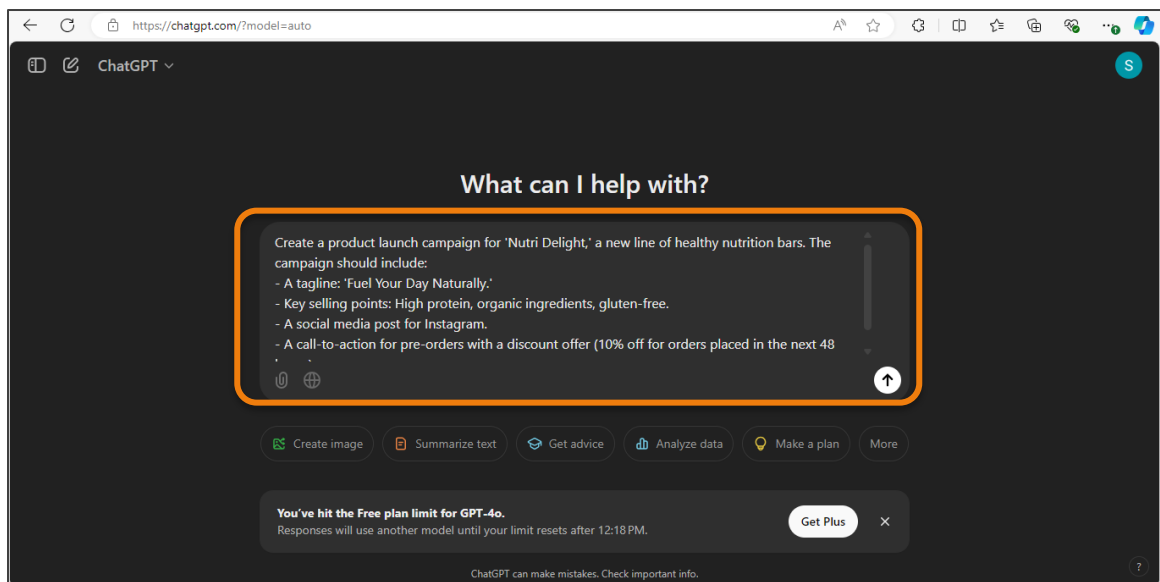 https://chatgpt.com/?model=auto
ChatGPT
S
What can I help with?
Create a product launch campaign for 'Nutri Delight,' a new line of healthy nutrition bars. The
campaign should include:
- A tagline: 'Fuel Your Day Naturally.'
- Key selling points: High protein, organic ingredients, gluten-free.
- A social media post for Instagram.
- A call-to-action for pre-orders with a discount offer (10% off for orders placed in the next 48
Create image Summarize text Get advice Analyze data Make a plan More
You've hit the Free plan limit for GPT-4o.
Responses will use another model until your limit resets after 12:18 PM.
Get Plus
ChatGPT can make mistakes. Check important info.
?